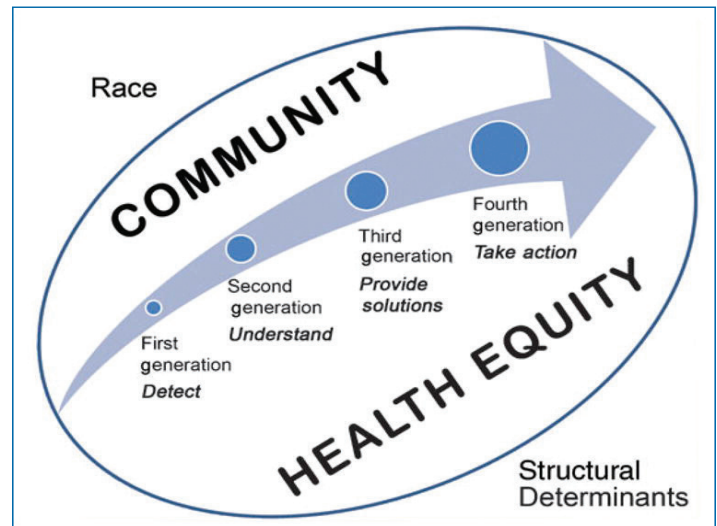 Race
COMMUNITY
First
generation
Detect
Second
generation
Understand
Third
generation
Provide
solutions
Fourth
generation
Take action
HEALTH EQUITY
Structural
Determinants